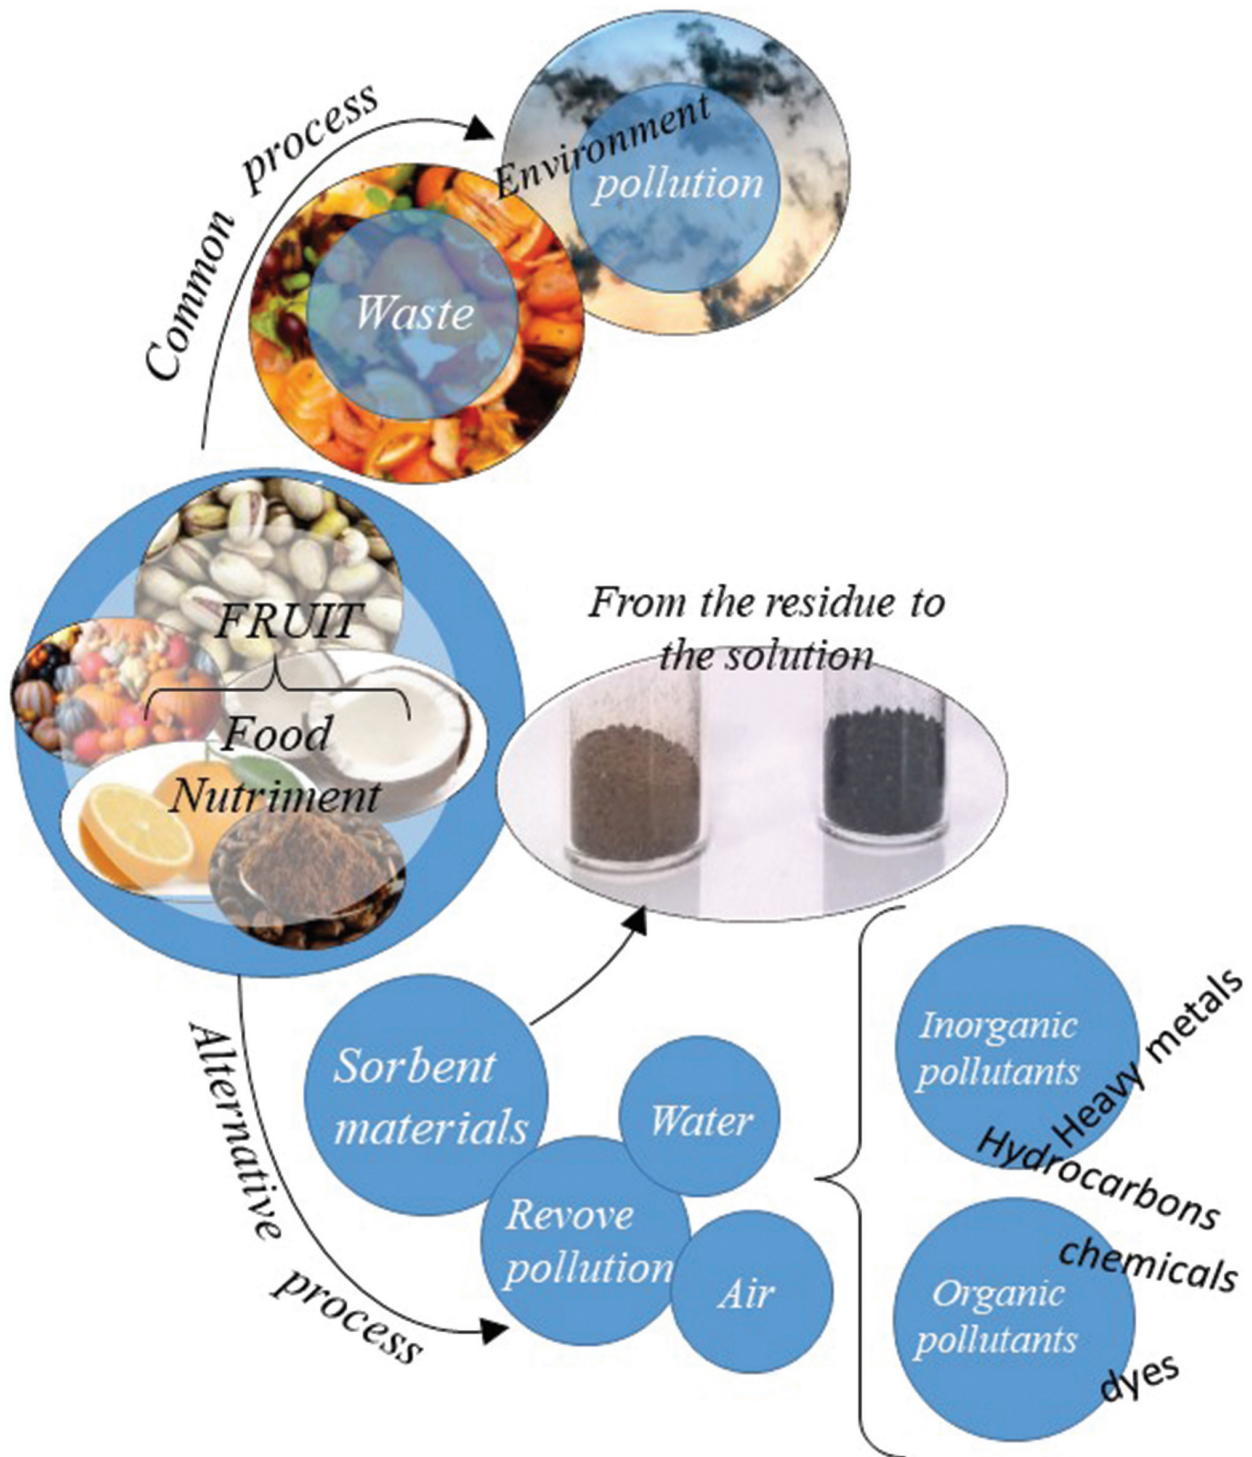 Common process
Environment
pollution
Waste
FRUIT
Food
Nutriment
From the residue to
the solution
Alternative process
Sorbent
materials
Water
Revove
pollution
Air
Inorganic
pollutants
Heavy metals
Hydrocarbons
chemicals
Organic
pollutants
dyes